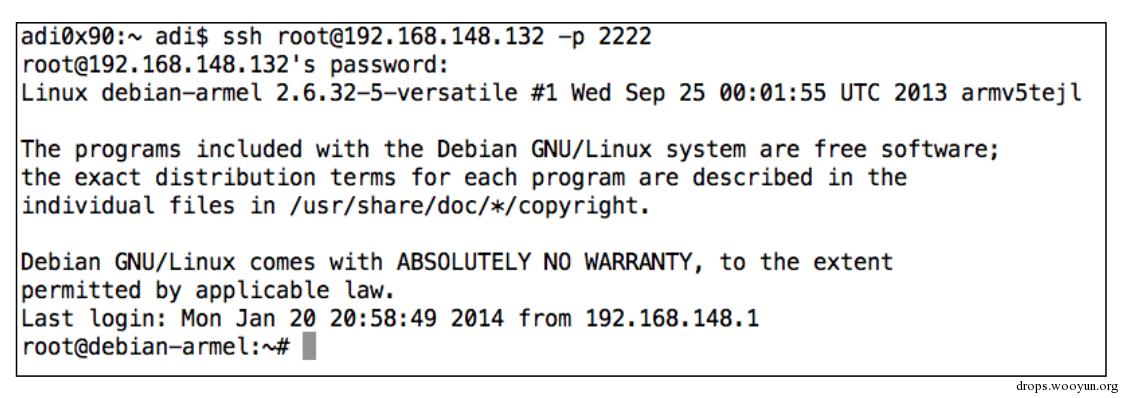 adi0x90:~ adi$ ssh root@192.168.148.132 -p 2222
root@192.168.148.132's password:
Linux debian-armel 2.6.32-5-versatile #1 Wed Sep 25 00:01:55 UTC 2013 armv5tejl
The programs included with the Debian GNU/Linux system are free software;
the exact distribution terms for each program are described in the
individual files in /usr/share/doc/*/copyright.
Debian GNU/Linux comes with ABSOLUTELY NO WARRANTY, to the extent
permitted by applicable law.
Last login: Mon Jan 20 20:58:49 2014 from 192.168.148.1
root@debian-armel:~#
drops.wooyun.org